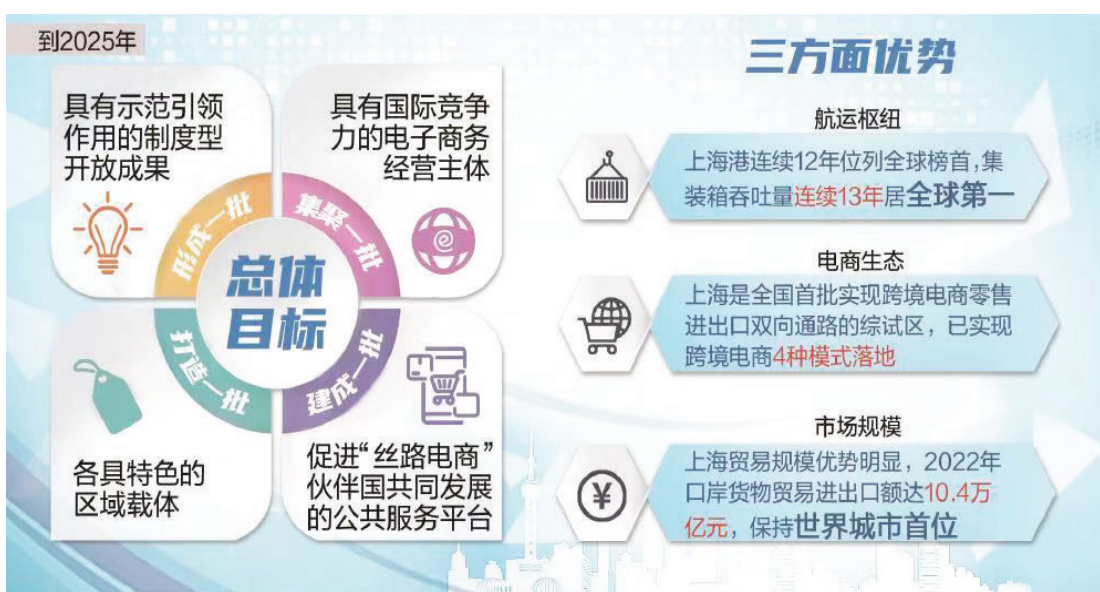 到2025年
具有示范引领
作用的制度型
开放成果
形成一批
具有国际竞争
力的电子商务
经营主体
集聚一批
总体
目标
打造一批
各具特色的
区域载体
建成一批
促进“丝路电商”
伙伴国共同发展
的公共服务平台
三方面优势
航运枢纽
上海港连续12年位列全球榜首,集
装箱吞吐量连续13年居全球第一
电商生态
上海是全国首批实现跨境电商零售
进出口双向通路的综试区，已实现
跨境电商4种模式落地
市场规模
上海贸易规模优势明显，2022年
口岸货物贸易进出口额达10.4万
亿元，保持世界城市首位